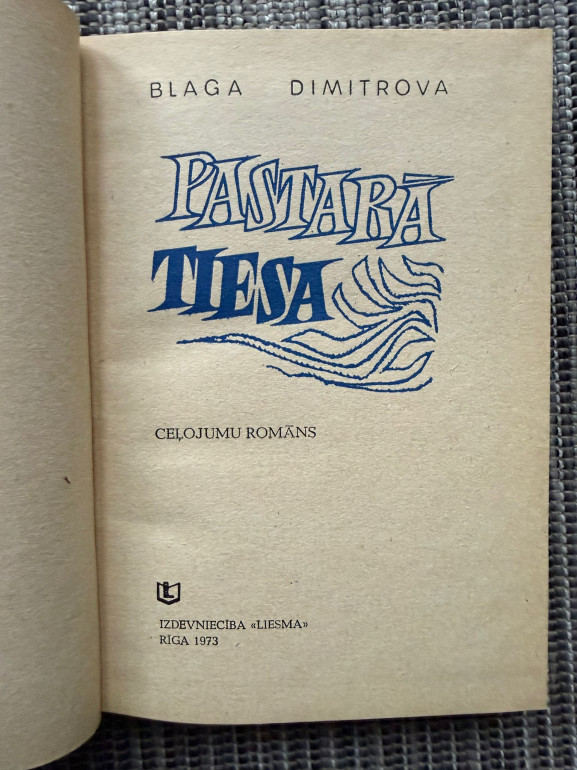 BLAGA DIMITROVA
PASTARĀ
TIESA
CEĻOJUMU ROMĀNS
L
IZDEVNIECĪBA «LIESMA»
RĪGA 1973